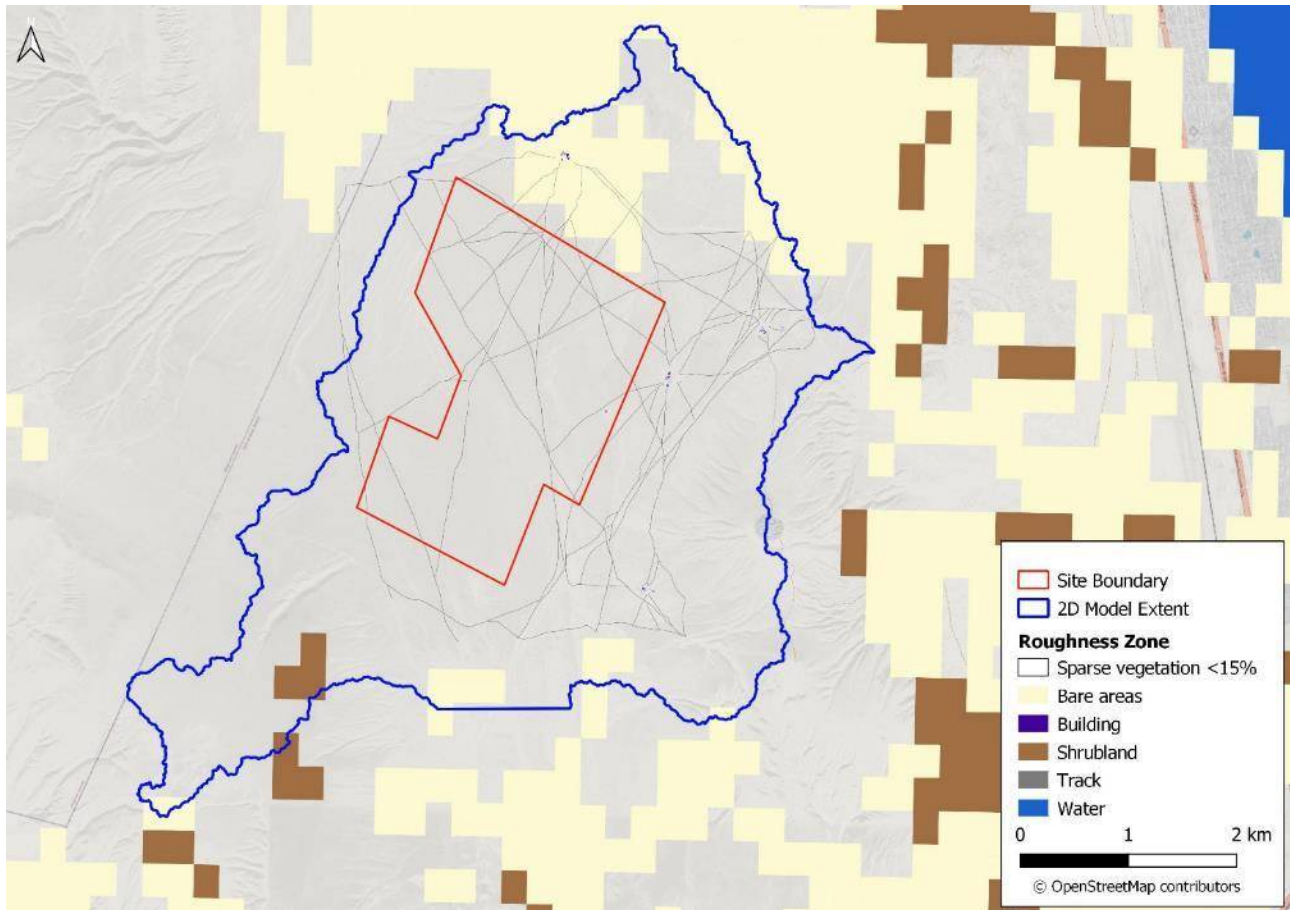 N
Site Boundary
2D Model Extent
Roughness Zone
Sparse vegetation <15%
Bare areas
Building
Shrubland
Track
Water
0 1 2 km
© OpenStreetMap contributors